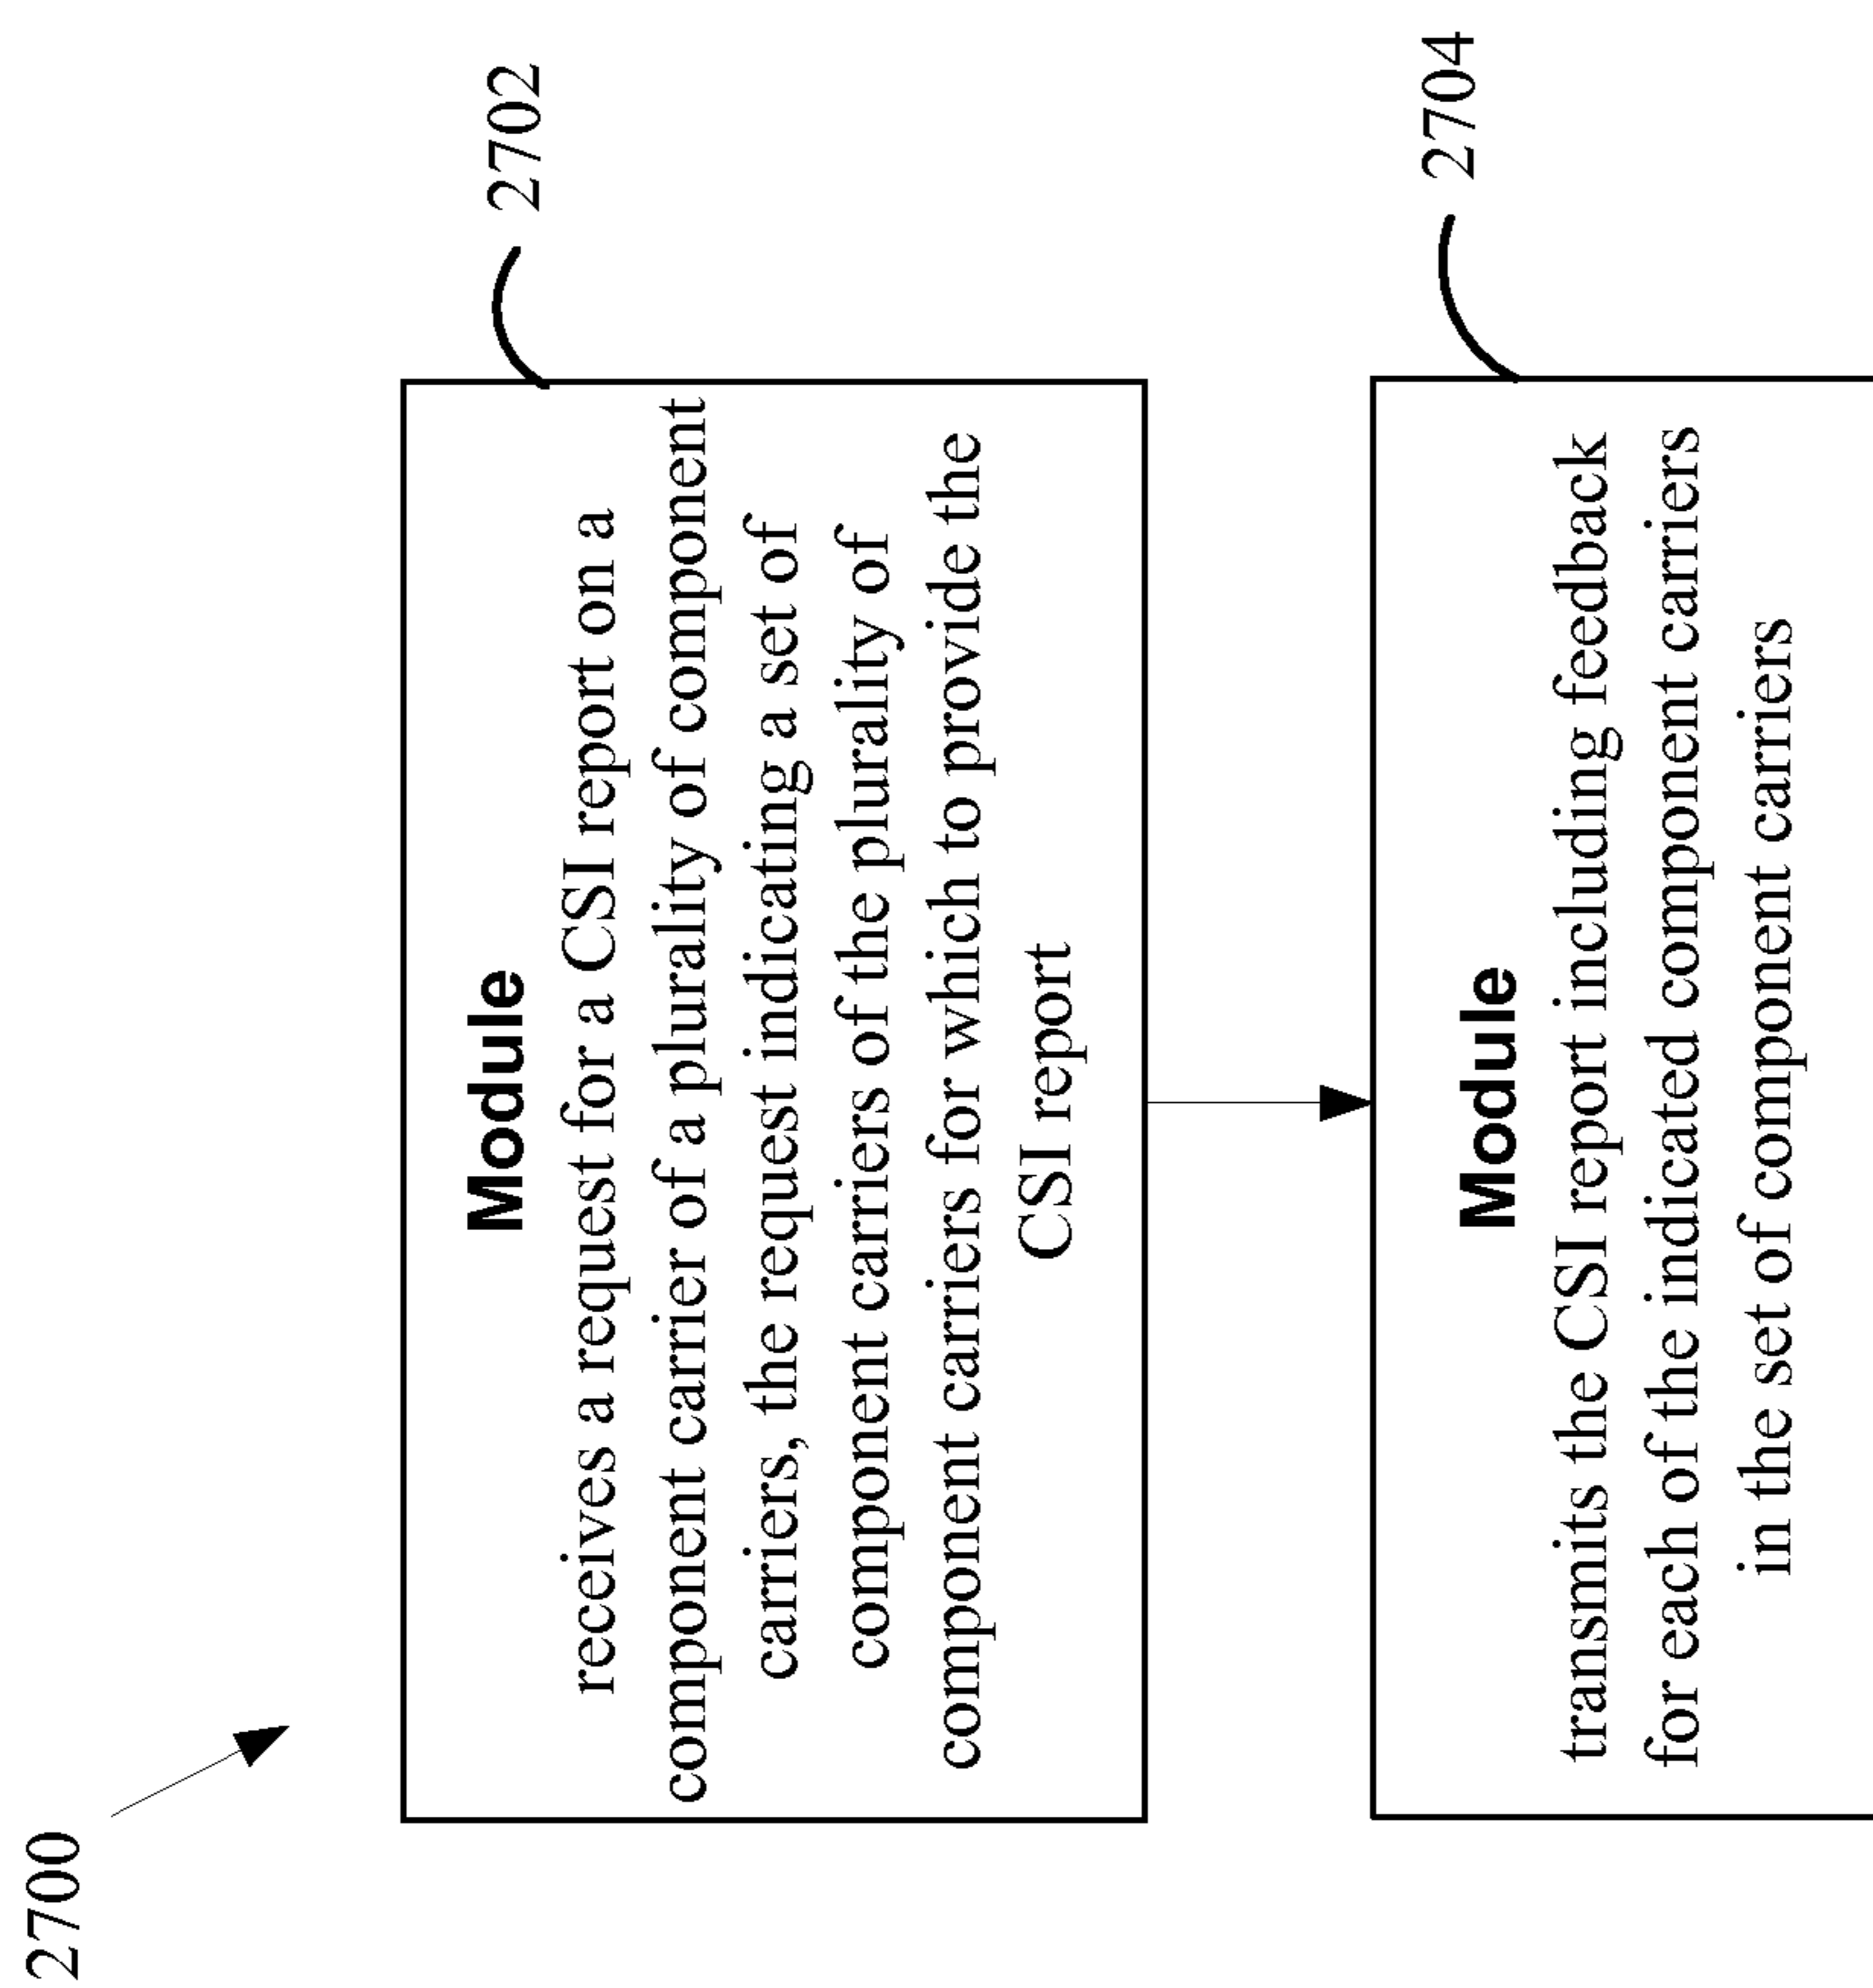 2700
2702
Module
receives a request for a CSI report on a
component carrier of a plurality of component
carriers, the request indicating a set of
component carriers of the plurality of
component carriers for which to provide the
CSI report
2704
Module
transmits the CSI report including feedback
for each of the indicated component carriers
in the set of component carriers